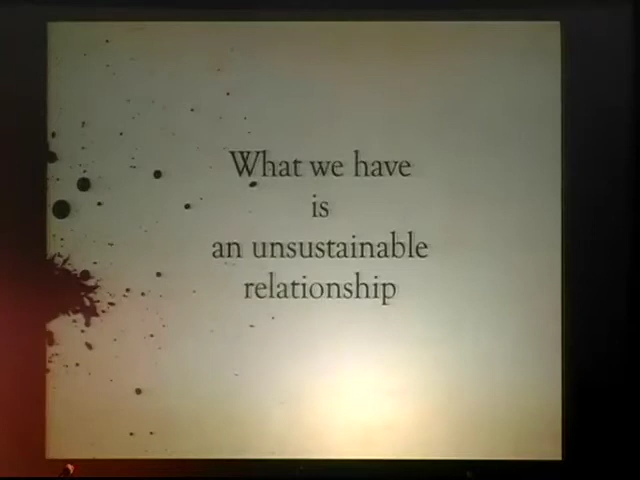 What we have
is
an unsustainable
relationship